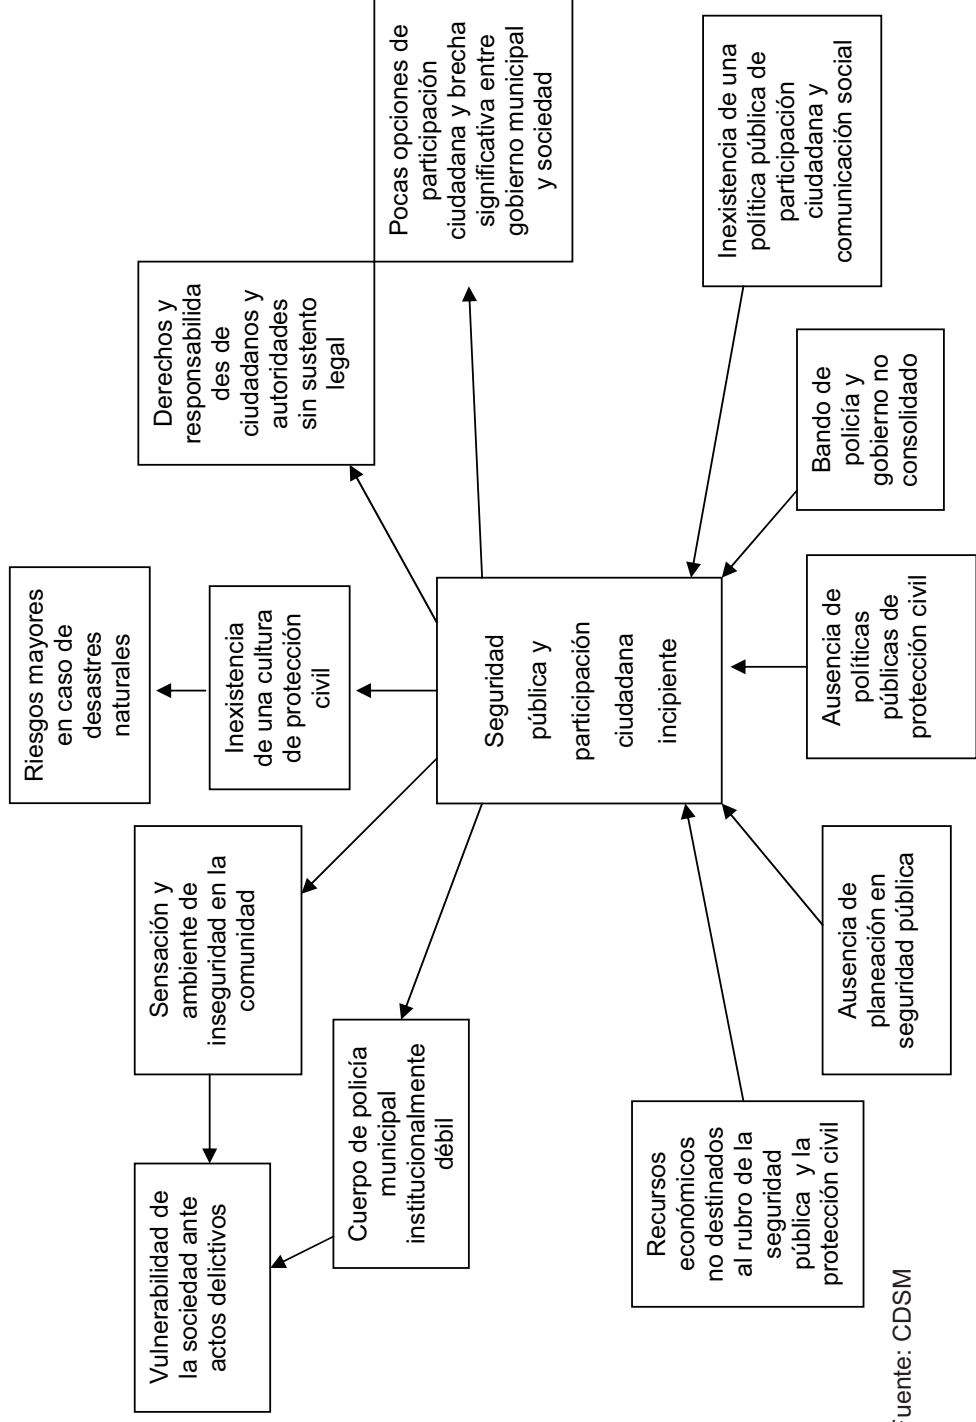 Riesgos mayores
en caso de
desastres
naturales
Vulnerabilidad de
la sociedad ante
actos delictivos
Sensación y
ambiente de
inseguridad en la
comunidad
Inexistencia
de una cultura
de protección
civil
Derechos y
responsabilida
des de
ciudadanos y
autoridades
sin sustento
legal
Cuerpo de policía
municipal
institucionalmente
débil
Pocas opciones de
participación
ciudadana y brecha
significativa entre
gobierno municipal
y sociedad
Seguridad
pública y
participación
ciudadana
incipiente
Recursos
económicos
no destinados
al rubro de la
seguridad
pública y la
protección civil
Ausencia de
planeación en
seguridad pública
Ausencia de
políticas
públicas de
protección civil
Bando de
policía y
gobierno no
consolidado
Inexistencia de una
política pública de
participación
ciudadana y
comunicación social
Fuente: CDSM